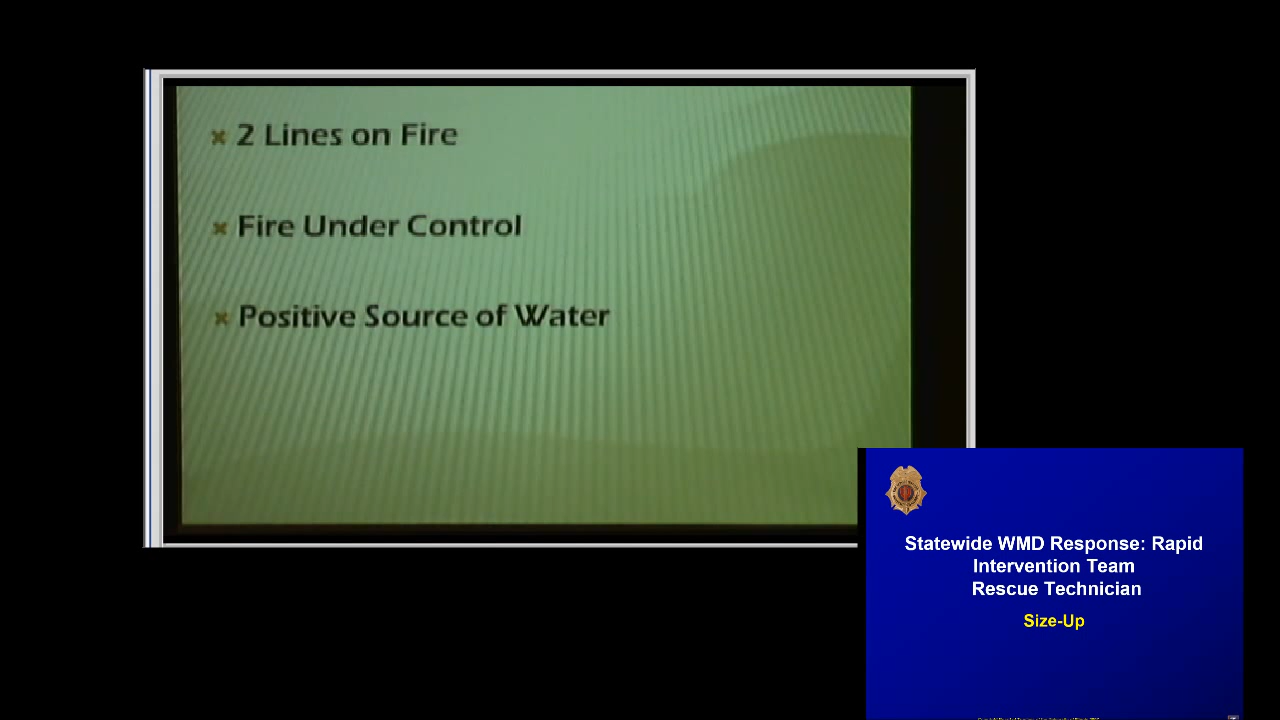 2 Lines on Fire
Fire Under Control
Positive Source of Water
Statewide WMD Response: Rapid
Intervention Team
Rescue Technician
Size-Up